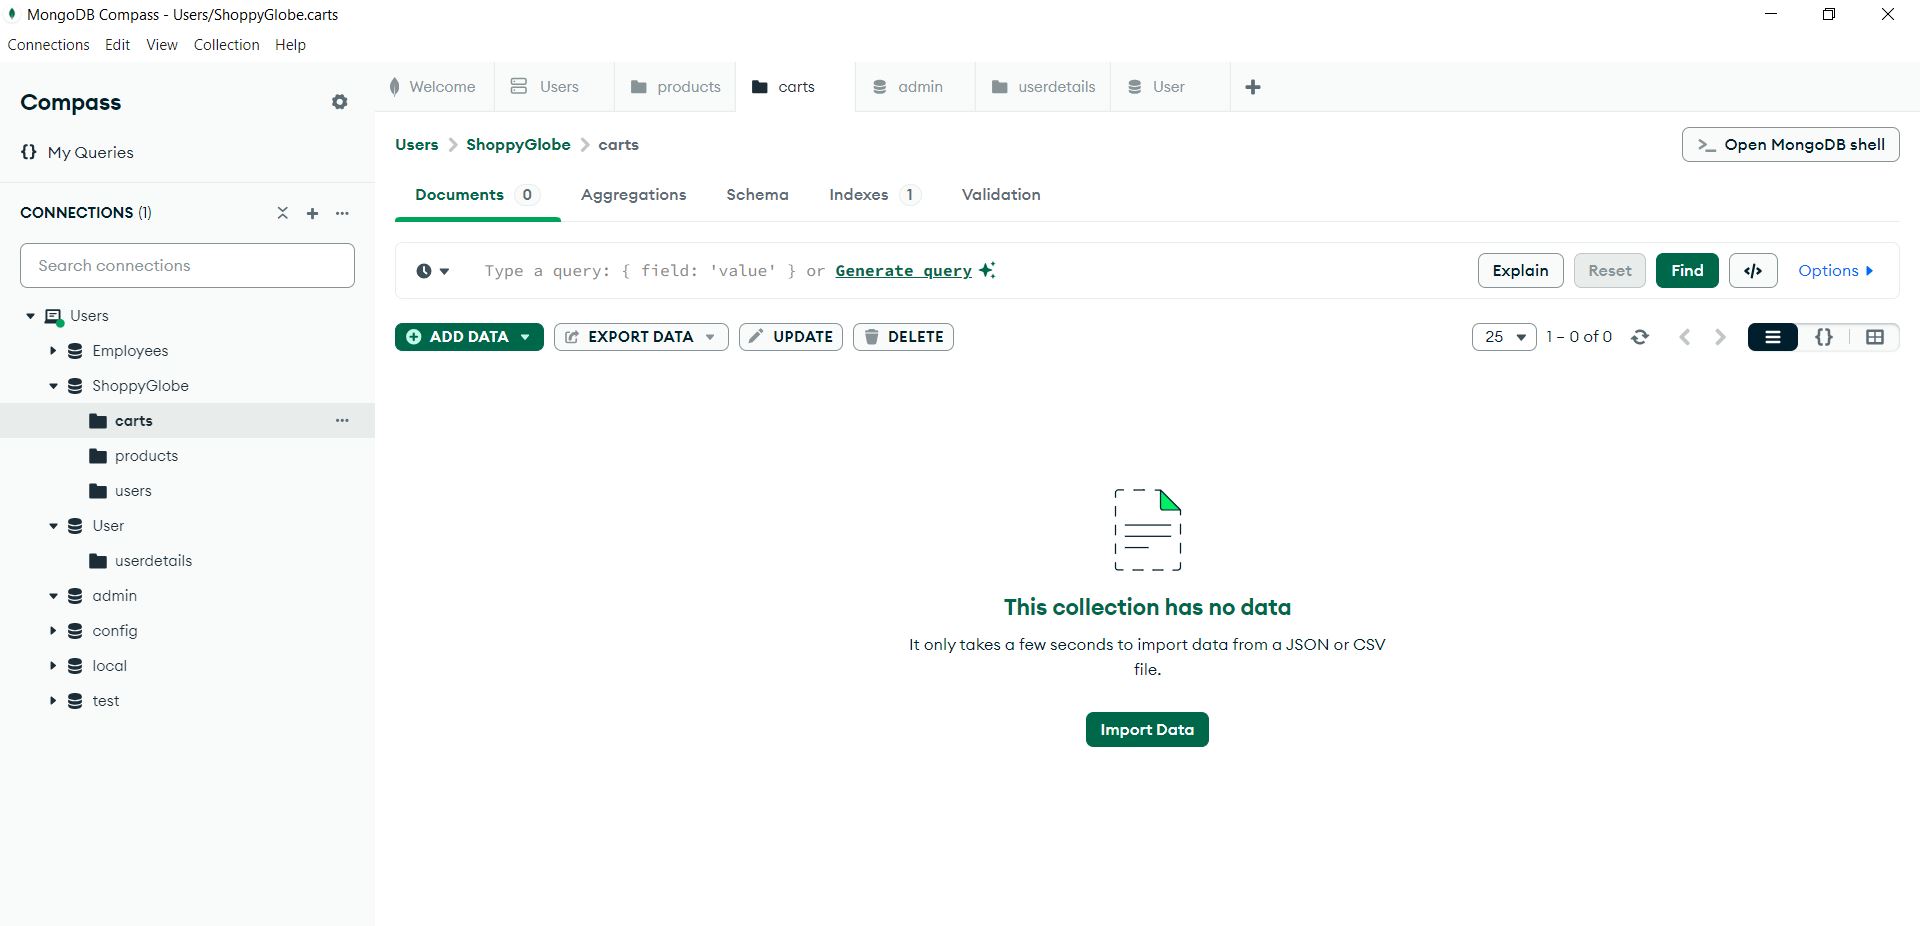 MongoDB Compass - Users/ShoppyGlobe.carts
Connections Edit View Collection Help
Compass
{} My Queries
CONNECTIONS (1)
Search connections
Users
Employees
ShoppyGlobe
carts
products
users
User
userdetails
admin
config
local
test
Welcome Users products carts admin userdetails User
Users > ShoppyGlobe > carts
>_ Open MongoDB shell
Documents 0 Aggregations Schema Indexes 1 Validation
Type a query: { field: 'value' } or Generate query
Explain Reset Find </> Options
ADD DATA EXPORT DATA UPDATE DELETE
25 1 – 0 of 0 {}
This collection has no data
It only takes a few seconds to import data from a JSON or CSV
file.
Import Data